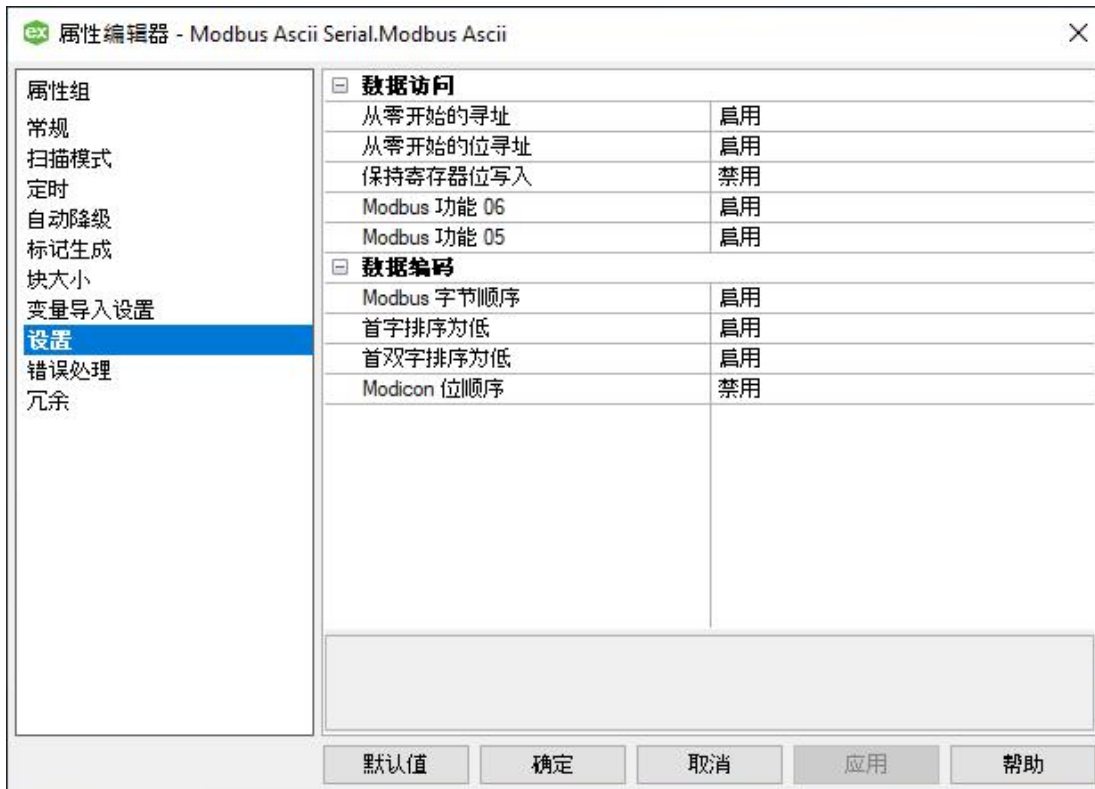 ex 属性编辑器 - Modbus Ascii Serial.Modbus Ascii
属性组
常规
扫描模式
定时
自动降级
标记生成
块大小
变量导入设置
设置
错误处理
冗余
数据访问
从零开始的寻址 启用
从零开始的位寻址 启用
保持寄存器位写入 禁用
Modbus 功能 06 启用
Modbus 功能 05 启用
数据编码
Modbus 字节顺序 启用
首字排序为低 启用
首双字排序为低 启用
Modicon 位顺序 禁用
默认值 确定 取消 应用 帮助